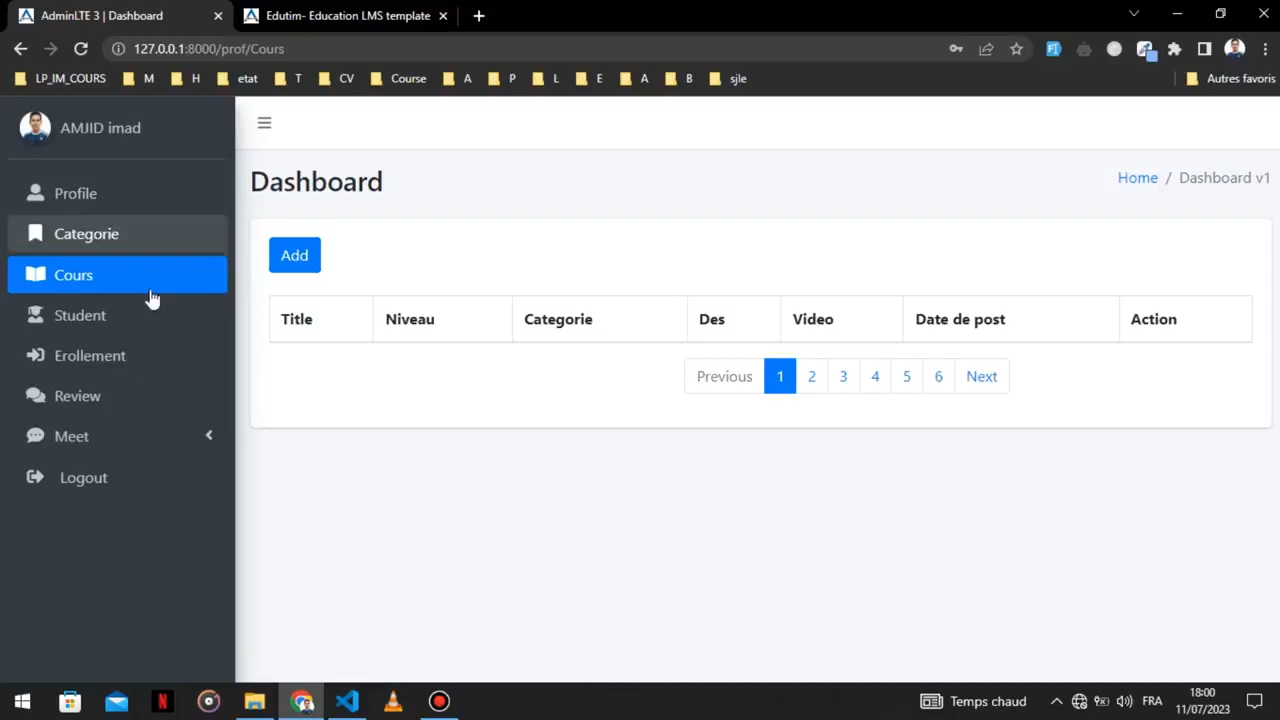 AdminLTE 3 | Dashboard
Edutim- Education LMS template
127.0.0.1:8000/prof/Cours
LP_IM_COURS M H etat T CV Course A P L E A B sjle Autres favoris
AMJID imad
Profile
Categorie
Cours
Student
Erollement
Review
Meet
Logout
Dashboard
Home / Dashboard v1
Add
Title Niveau Categorie Des Video Date de post Action
Previous 1 2 3 4 5 6 Next
Temps chaud
FRA
18:00
11/07/2023